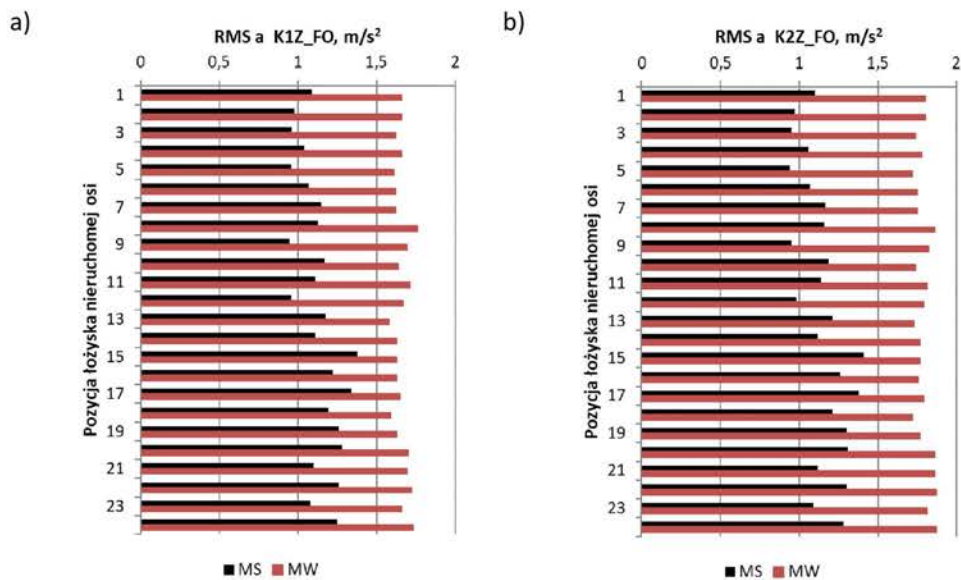 a)
RMS a K1Z_FO, m/s²
0 0,5 1 1,5 2
Pozycja łożyska nieruchomej osi
1
3
5
7
9
11
13
15
17
19
21
23
MS MW
b)
RMS a K2Z_FO, m/s²
0 0,5 1 1,5 2
Pozycja łożyska nieruchomej osi
1
3
5
7
9
11
13
15
17
19
21
23
MS MW